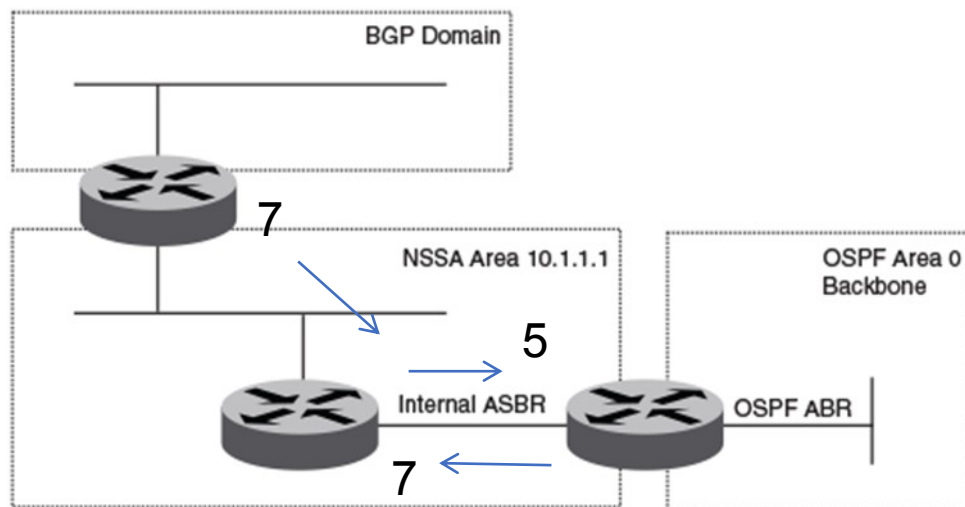 BGP Domain
7
NSSA Area 10.1.1.1
OSPF Area 0
Backbone
5
Internal ASBR
OSPF ABR
7